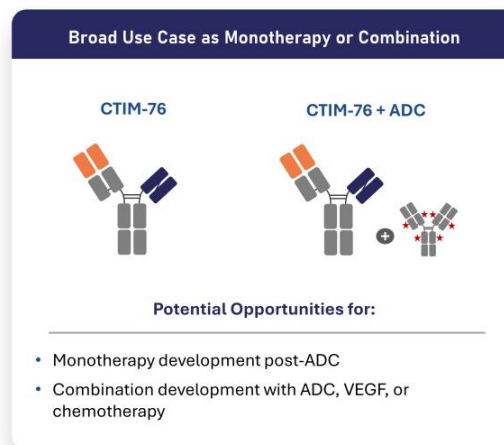 Broad Use Case as Monotherapy or Combination
CTIM-76
CTIM-76 + ADC
Potential Opportunities for:
• Monotherapy development post-ADC
• Combination development with ADC, VEGF, or
chemotherapy